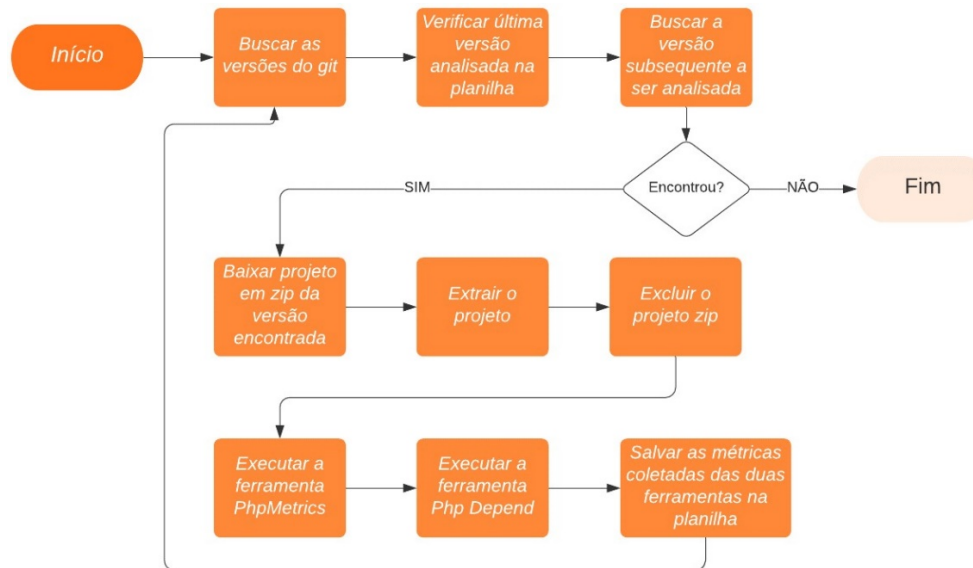 Início
Buscar as
versões do git
Verificar última
versão
analisada na
planilha
Buscar a
versão
subsequente a
ser analisada
Encontrou?
SIM
NÃO
Fim
Baixar projeto
em zip da
versão
encontrada
Extrair o
projeto
Excluir o
projeto zip
Executar a
ferramenta
PhpMetrics
Executar a
ferramenta
Php Depend
Salvar as métricas
coletadas das duas
ferramentas na
planilha